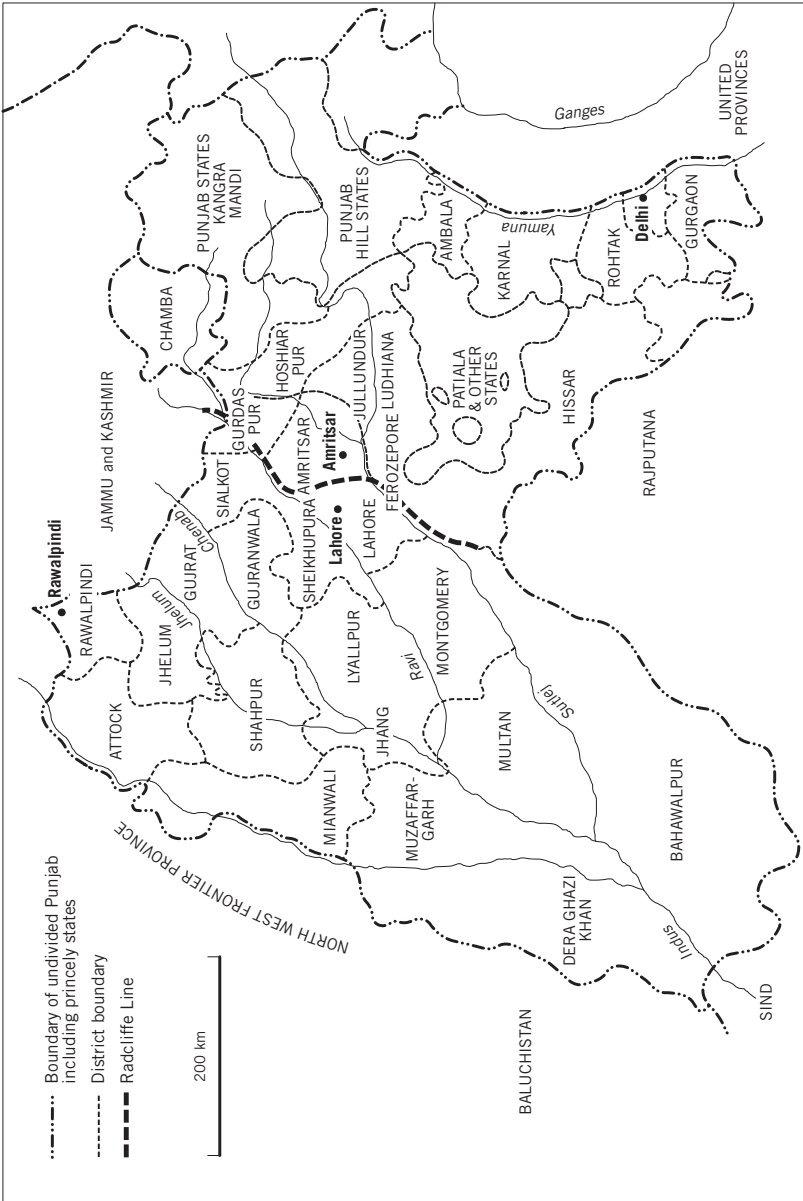 Boundary of undivided Punjab
including princely states
District boundary
Radcliffe Line
200 km
NORTH WEST FRONTIER PROVINCE
BALUCHISTAN
SIND
Indus
DERA GHAZI
KHAN
BAHAWALPUR
MUZAFFAR-
GARH
MIANWALI
ATTOCK
SHAHPUR
JHANG
MULTAN
Sutlej
RAWALPINDI
Rawalpindi
JHELUM
Jhelum
GUJRAT
Chenab
GUJRANWALA
LYALLPUR
Ravi
MONTGOMERY
JAMMU and KASHMIR
SIALKOT
SHEIKHUPURA
Lahore
LAHORE
GURDAS
PUR
AMRITSAR
Amritsar
FEROZEPORE
CHAMBA
HOSHIAR
PUR
JULLUNDUR
LUDHIANA
PATIALA
& OTHER
STATES
HISSAR
RAJPUTANA
PUNJAB STATES
KANGRA
MANDI
PUNJAB
HILL STATES
AMBALA
KARNAL
Yamuna
ROHTAK
Delhi
GURGAON
Ganges
UNITED
PROVINCES